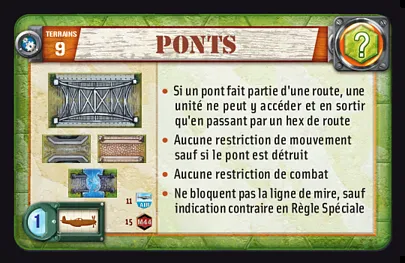 TERRAINS
9
PONTS
?
• Si un pont fait partie d'une route, une
unité ne peut y accéder et en sortir
qu'en passant par un hex de route
• Aucune restriction de mouvement
sauf si le pont est détruit
• Aucune restriction de combat
• Ne bloquent pas la ligne de mire, sauf
indication contraire en Règle Spéciale
11 AIR
15 M44
1